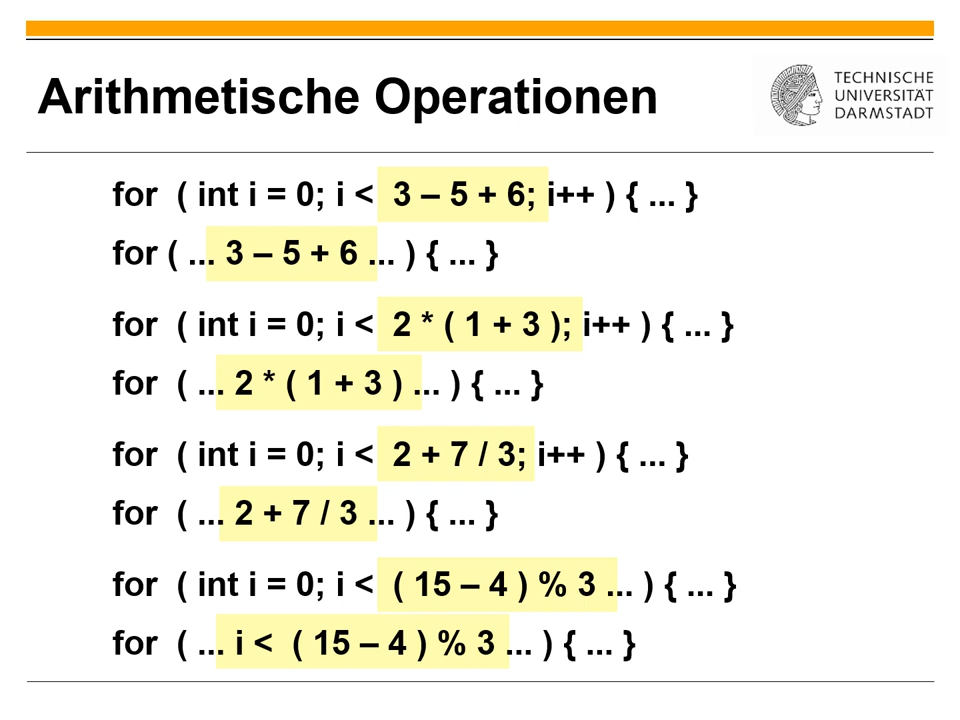 Arithmetische Operationen
TECHNISCHE
UNIVERSITÄT
DARMSTADT
for ( int i = 0; i < 3 – 5 + 6; i++ ) { ... }
for ( ... 3 – 5 + 6 ... ) { ... }
for ( int i = 0; i < 2 * ( 1 + 3 ); i++ ) { ... }
for ( ... 2 * ( 1 + 3 ) ... ) { ... }
for ( int i = 0; i < 2 + 7 / 3; i++ ) { ... }
for ( ... 2 + 7 / 3 ... ) { ... }
for ( int i = 0; i < ( 15 – 4 ) % 3 ... ) { ... }
for ( ... i < ( 15 – 4 ) % 3 ... ) { ... }